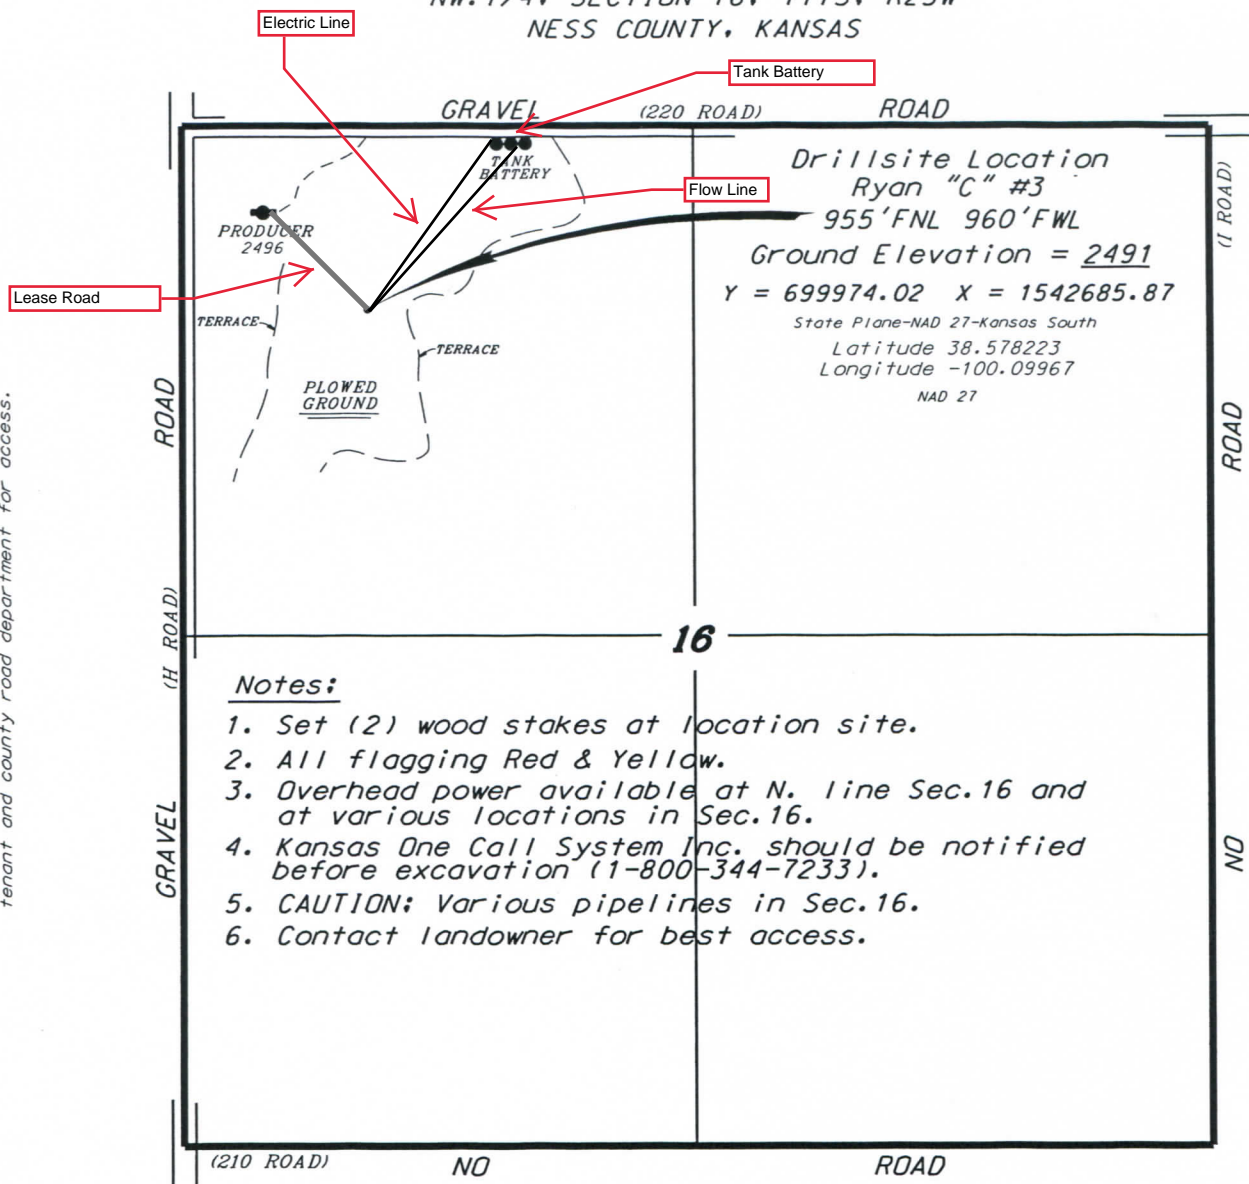 NESS COUNTY, KANSAS
Electric Line
Tank Battery
GRAVEL (220 ROAD) ROAD
TANK
BATTERY
Flow Line
Drillsite Location
Ryan "C" #3
955'FNL 960'FWL
Ground Elevation = 2491
Y = 699974.02 X = 1542685.87
State Plane-NAD 27-Kansas South
Latitude 38.578223
Longitude -100.09967
NAD 27
PRODUCER
2496
Lease Road
TERRACE
TERRACE
PLOWED
GROUND
(I ROAD)
ROAD
NO
ROAD
(H ROAD)
GRAVEL
tenant and county road department for access.
16
Notes:
1. Set (2) wood stakes at location site.
2. All flagging Red & Yellow.
3. Overhead power available at N. line Sec.16 and
at various locations in Sec.16.
4. Kansas One Call System Inc. should be notified
before excavation (1-800-344-7233).
5. CAUTION: Various pipelines in Sec.16.
6. Contact landowner for best access.
(210 ROAD) NO ROAD